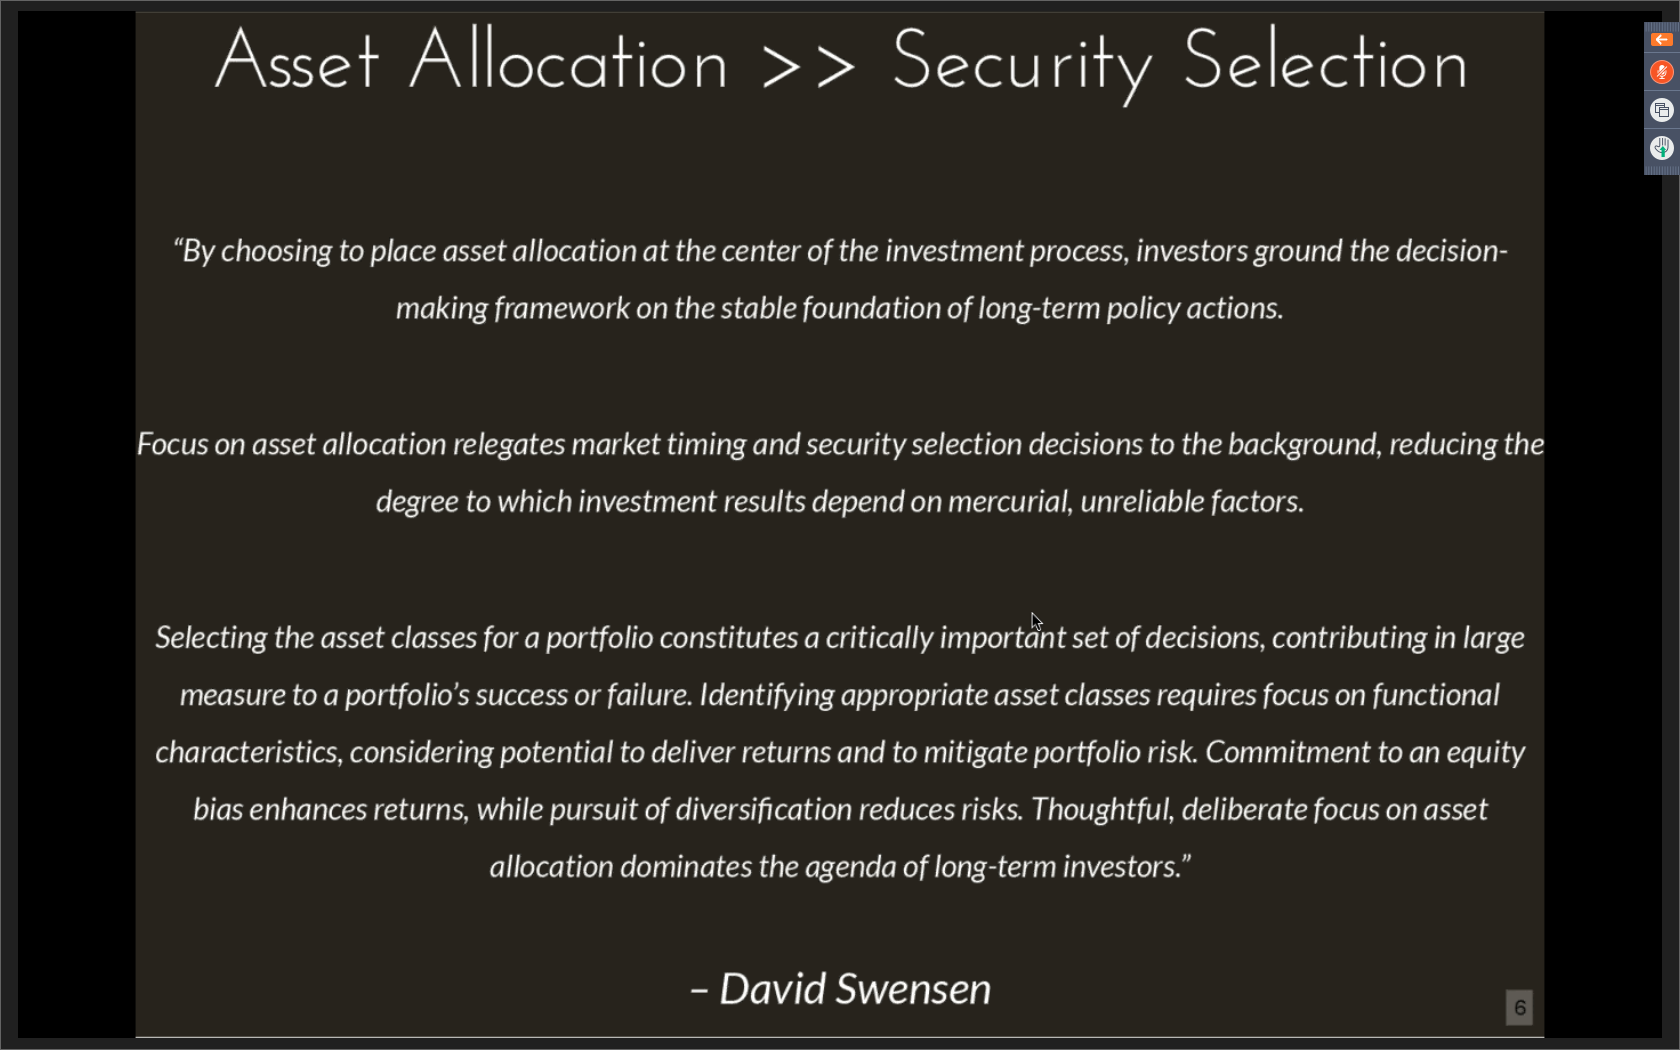 Asset Allocation >> Security Selection
“By choosing to place asset allocation at the center of the investment process, investors ground the decision-
making framework on the stable foundation of long-term policy actions.
Focus on asset allocation relegates market timing and security selection decisions to the background, reducing the
degree to which investment results depend on mercurial, unreliable factors.
Selecting the asset classes for a portfolio constitutes a critically important set of decisions, contributing in large
measure to a portfolio’s success or failure. Identifying appropriate asset classes requires focus on functional
characteristics, considering potential to deliver returns and to mitigate portfolio risk. Commitment to an equity
bias enhances returns, while pursuit of diversification reduces risks. Thoughtful, deliberate focus on asset
allocation dominates the agenda of long-term investors.”
– David Swensen
6